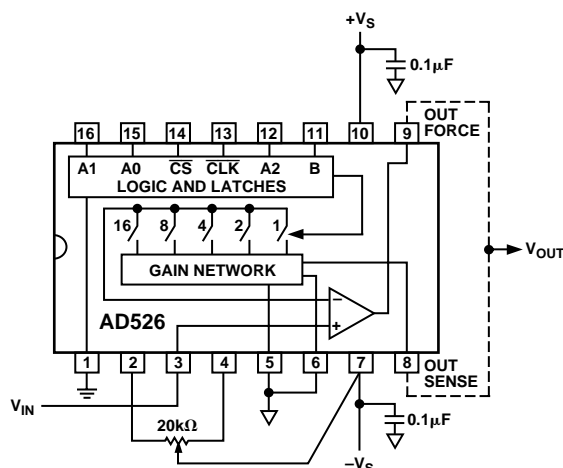 +VS
0.1µF
OUT
FORCE
16 15 14 13 12 11 10 9
A1 A0 CS CLK A2 B
LOGIC AND LATCHES
16 8 4 2 1
VOUT
GAIN NETWORK
−
+
AD526
1 2 3 4 5 6 7 8
OUT
SENSE
VIN
20kΩ
0.1µF
−VS